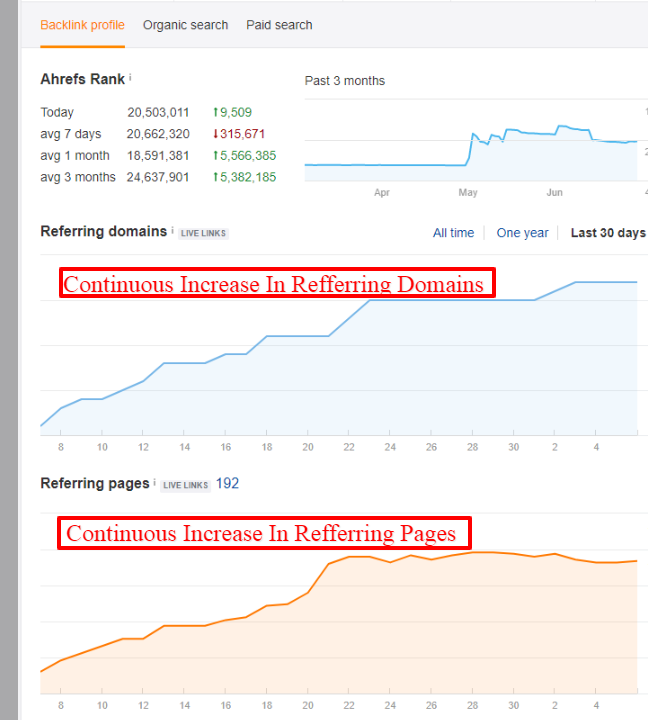 Backlink profile Organic search Paid search
Ahrefs Rank i Past 3 months
Today 20,503,011 ↑9,509
avg 7 days 20,662,320 ↓315,671
avg 1 month 18,591,381 ↑5,566,385
avg 3 months 24,637,901 ↑5,382,185
Apr May Jun
Referring domains i LIVE LINKS All time One year Last 30 days
Continuous Increase In Refferring Domains
8 10 12 14 16 18 20 22 24 26 28 30 2 4
Referring pages i LIVE LINKS 192
Continuous Increase In Refferring Pages
8 10 12 14 16 18 20 22 24 26 28 30 2 4